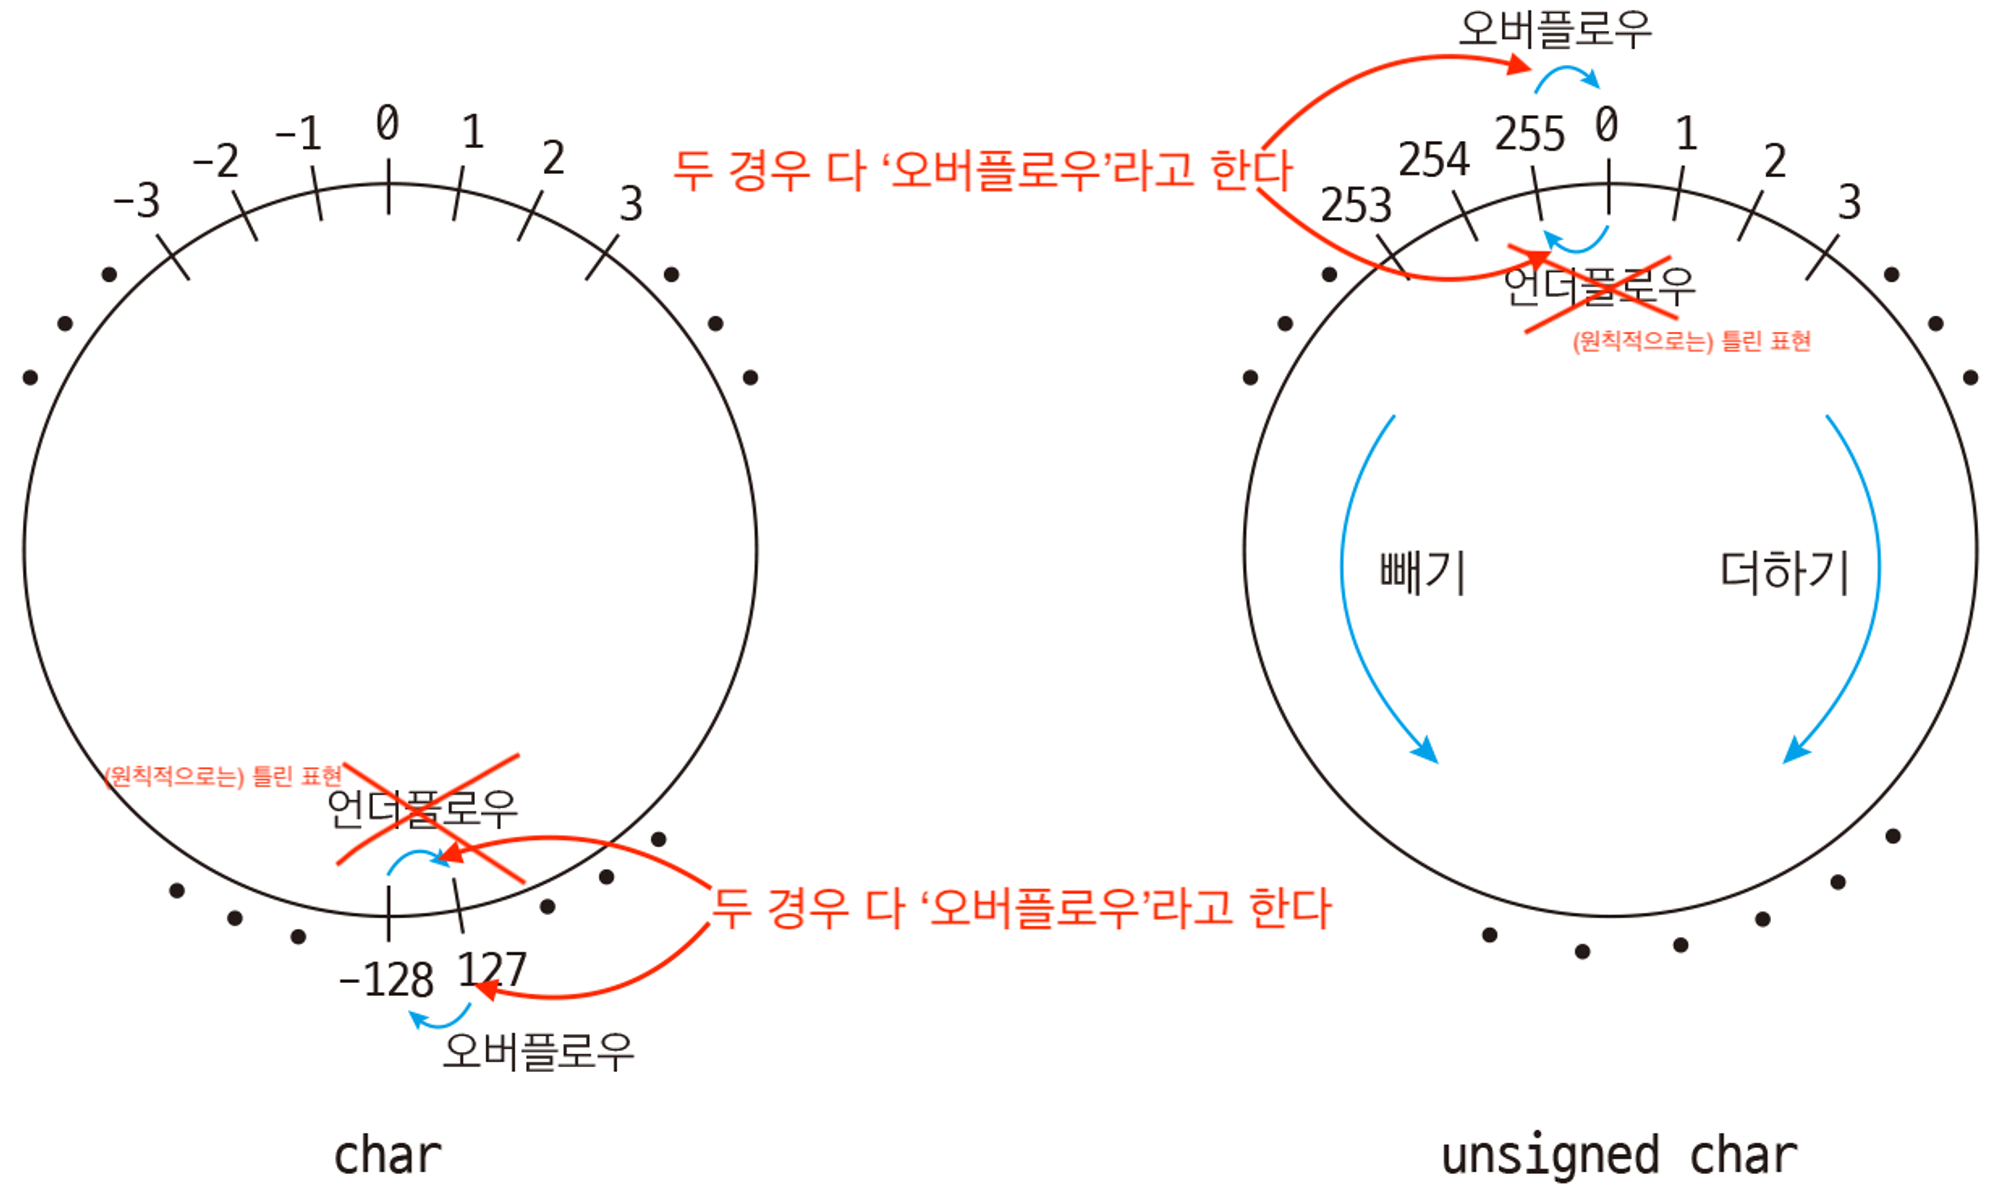 -3
-2
-1
0
1
2
3
(원칙적으로는) 틀린 표현
언더플로우
-128
127
오버플로우
char
두 경우 다 ‘오버플로우’라고 한다
두 경우 다 ‘오버플로우’라고 한다
오버플로우
253
254
255
0
1
2
3
언더플로우
(원칙적으로는) 틀린 표현
빼기
더하기
unsigned char